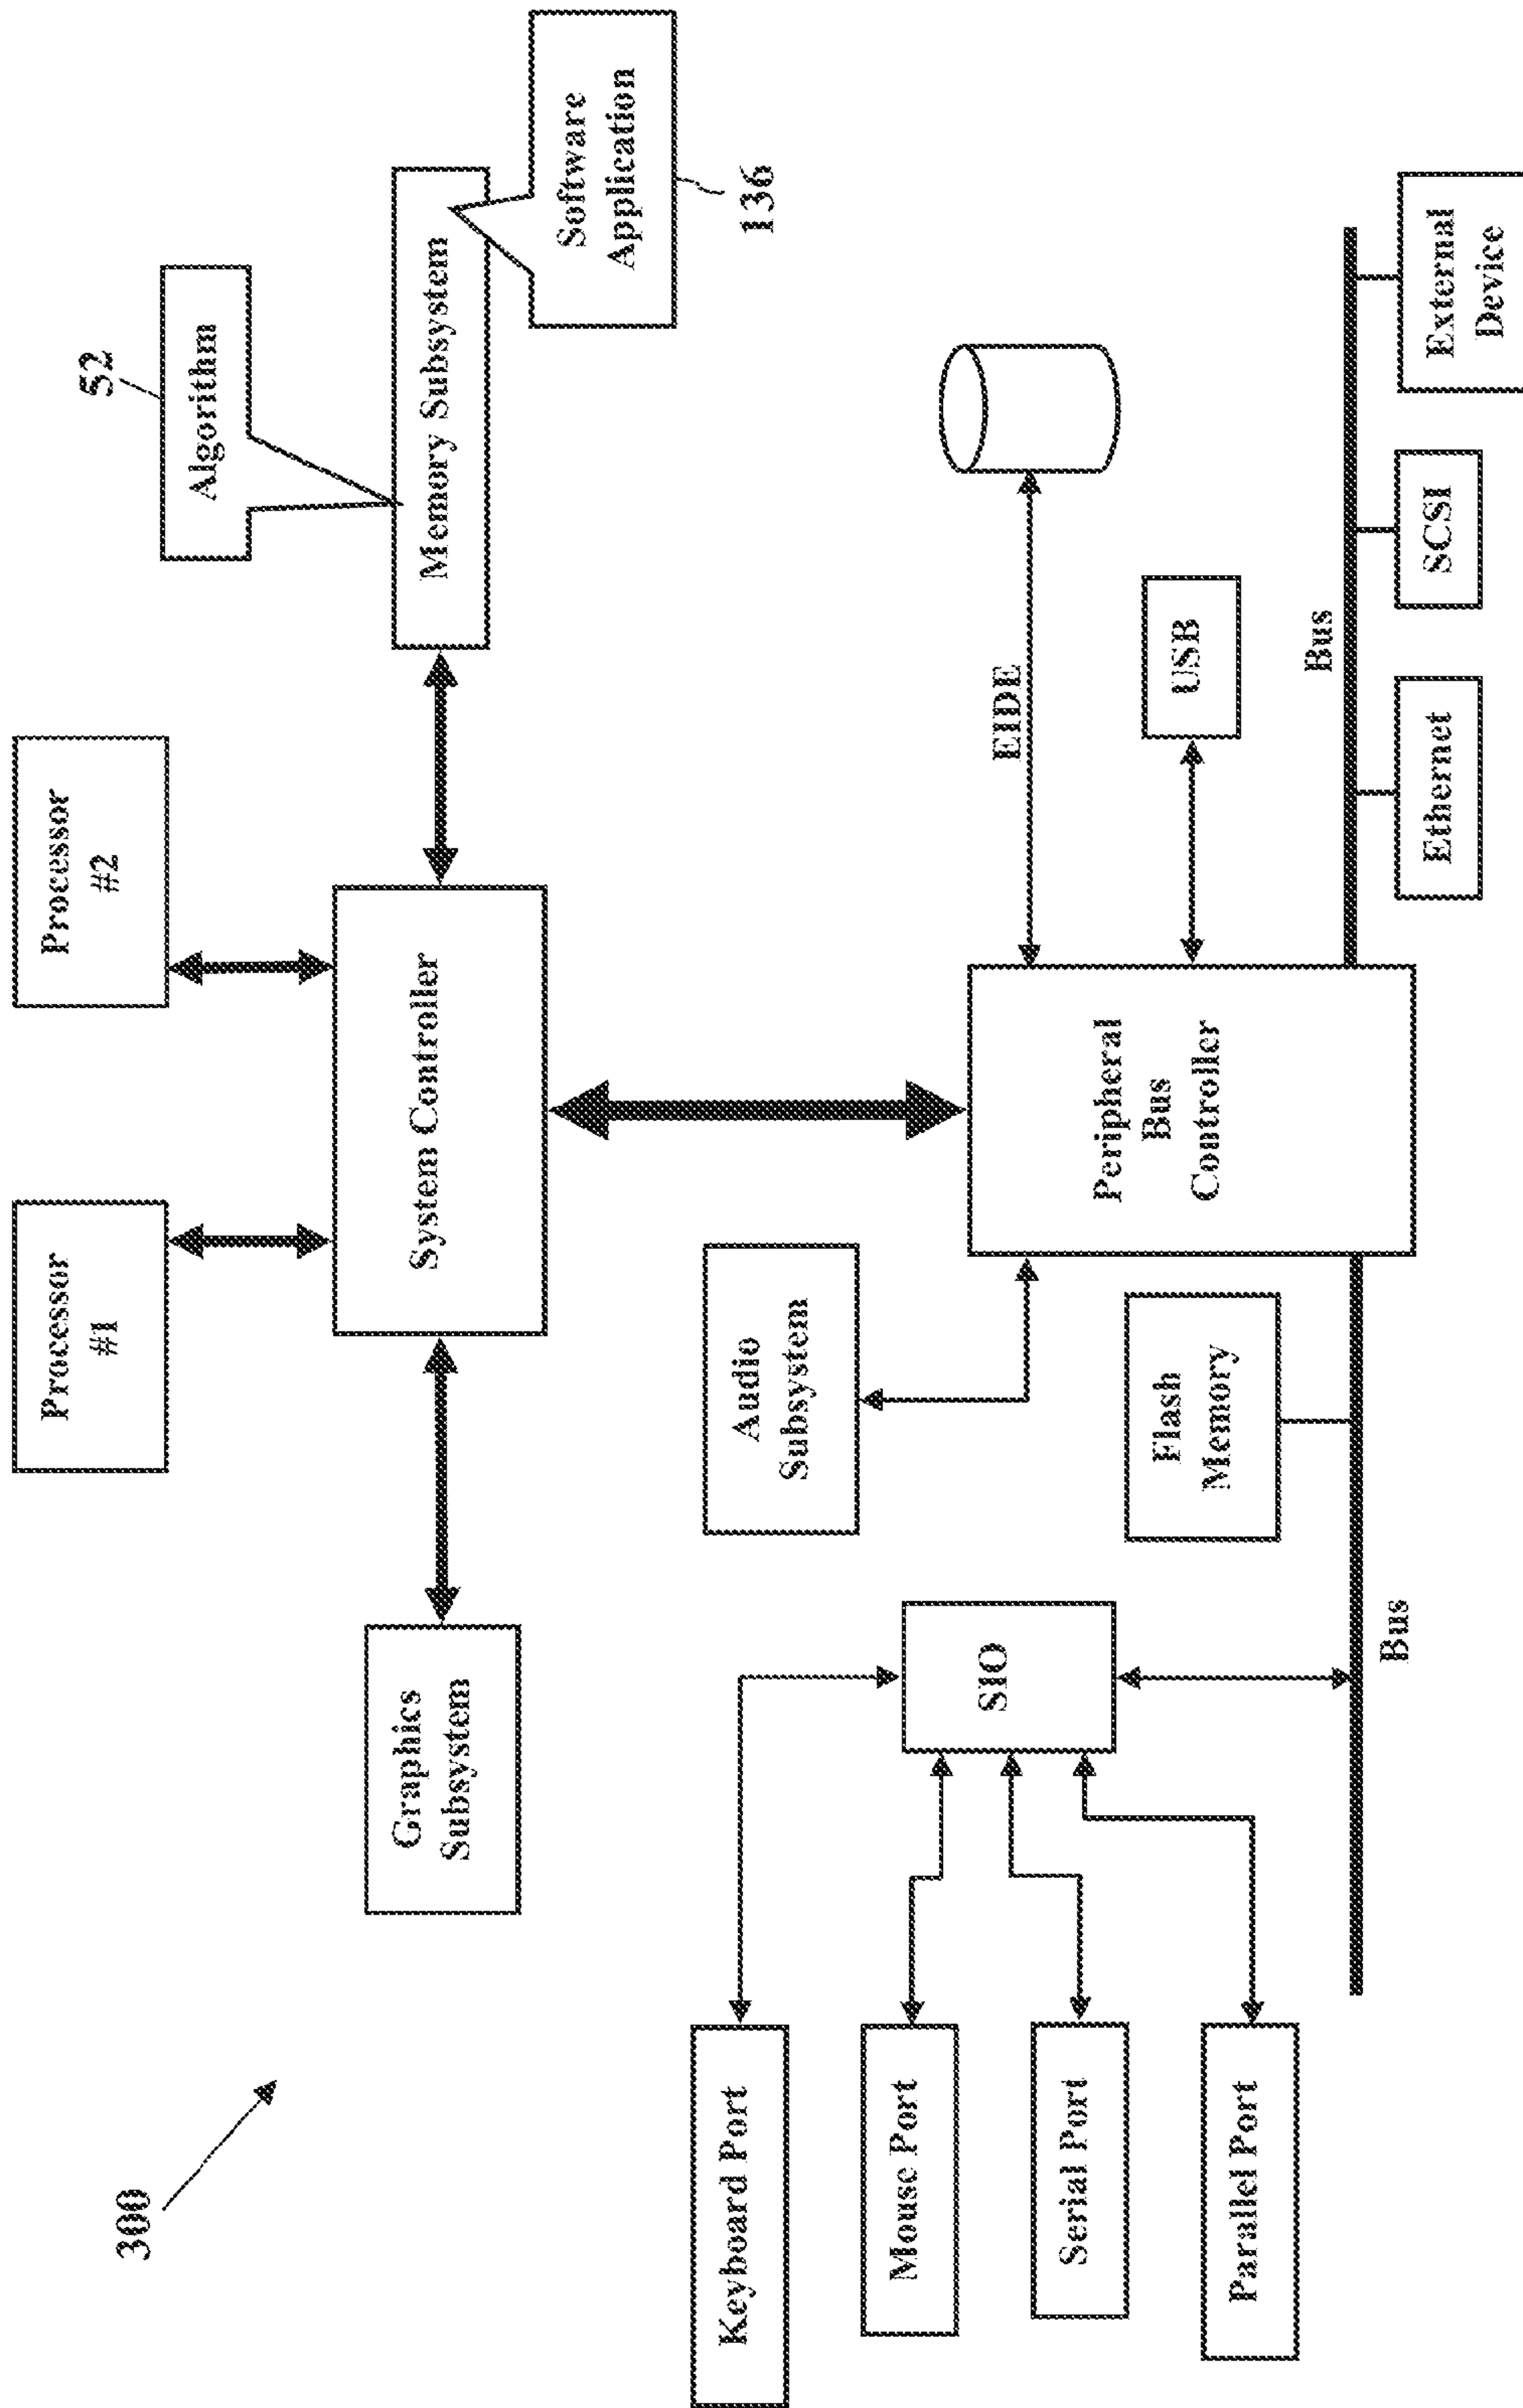 300
Processor
#1
Processor
#2
52
Algorithm
Graphics
Subsystem
System Controller
Memory Subsystem
Software
Application
136
Keyboard Port
Mouse Port
Serial Port
Parallel Port
SIO
Audio
Subsystem
Flash
Memory
Peripheral
Bus
Controller
EIDE
USB
Bus
Bus
Ethernet
SCSI
External
Device